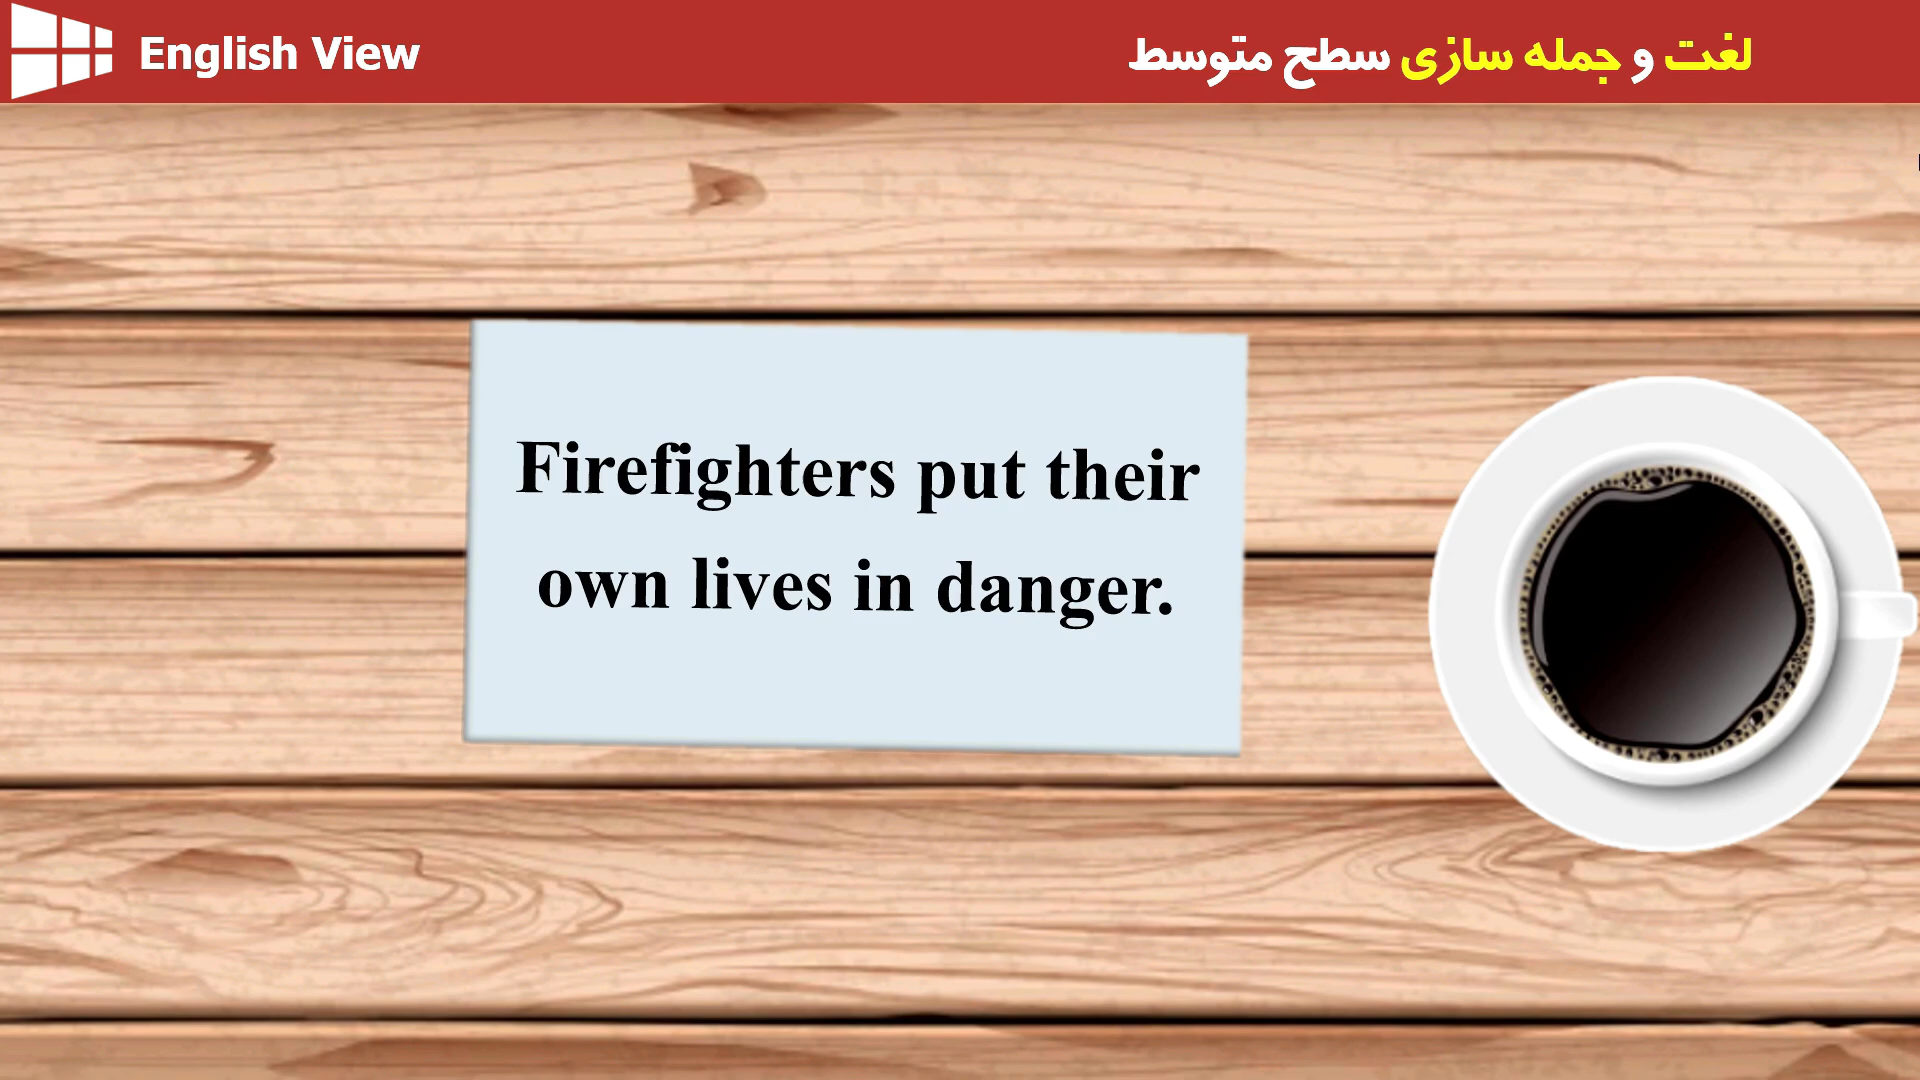 English View
لغت و جمله سازی سطح متوسط
Firefighters put their
own lives in danger.